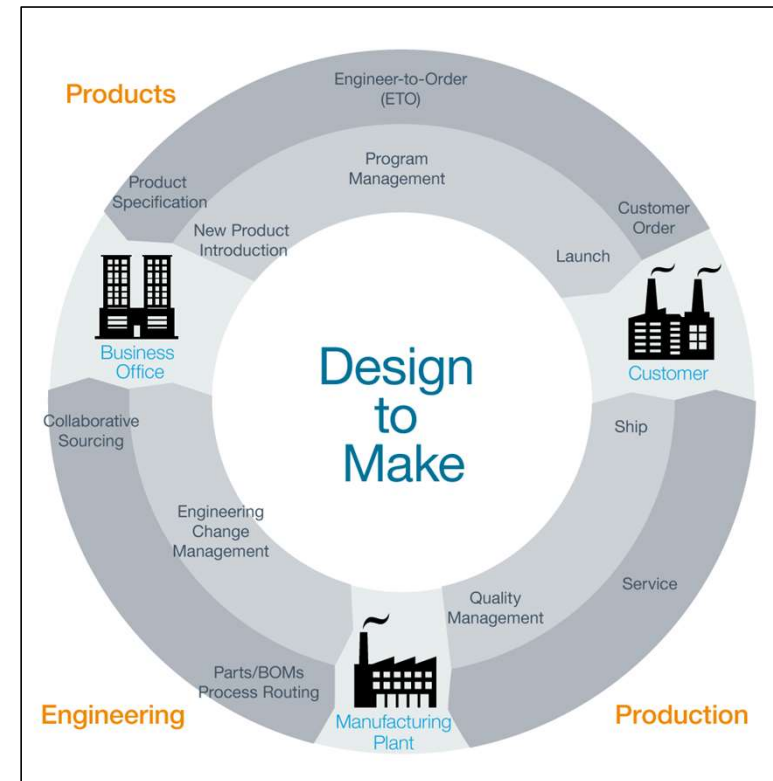 Products
Engineer-to-Order
(ETO)
Program
Management
Product
Specification
New Product
Introduction
Customer
Order
Launch
Business
Office
Customer
Design
to
Make
Collaborative
Sourcing
Ship
Engineering
Change
Management
Service
Quality
Management
Parts/BOMs
Process Routing
Manufacturing
Plant
Engineering
Production